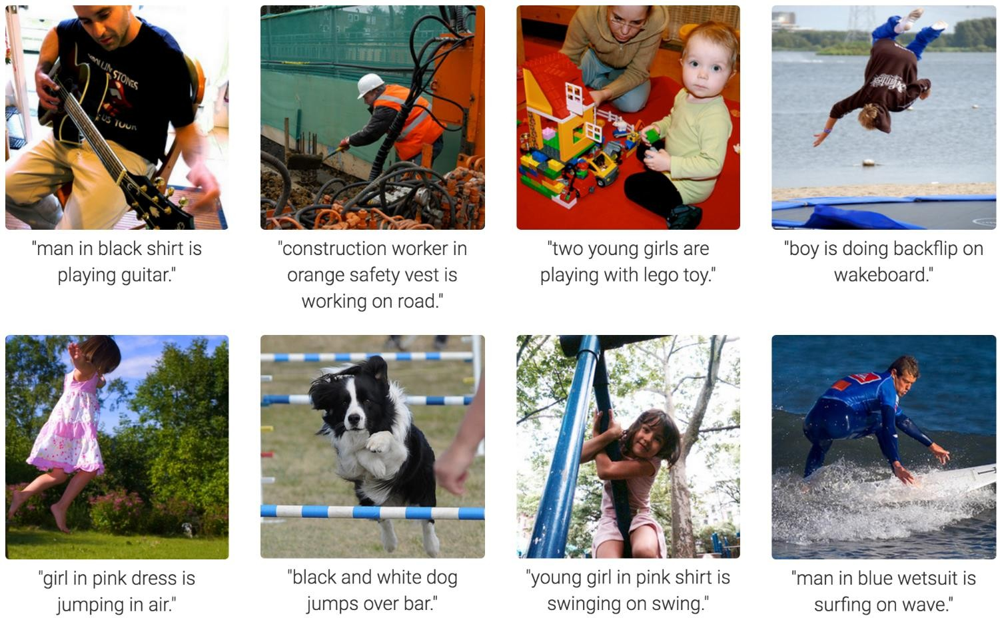 ROLLIN STONES
US TOUR
"man in black shirt is
playing guitar."
"construction worker in
orange safety vest is
working on road."
"two young girls are
playing with lego toy."
"boy is doing backflip on
wakeboard."
"girl in pink dress is
jumping in air."
"black and white dog
jumps over bar."
"young girl in pink shirt is
swinging on swing."
"man in blue wetsuit is
surfing on wave."